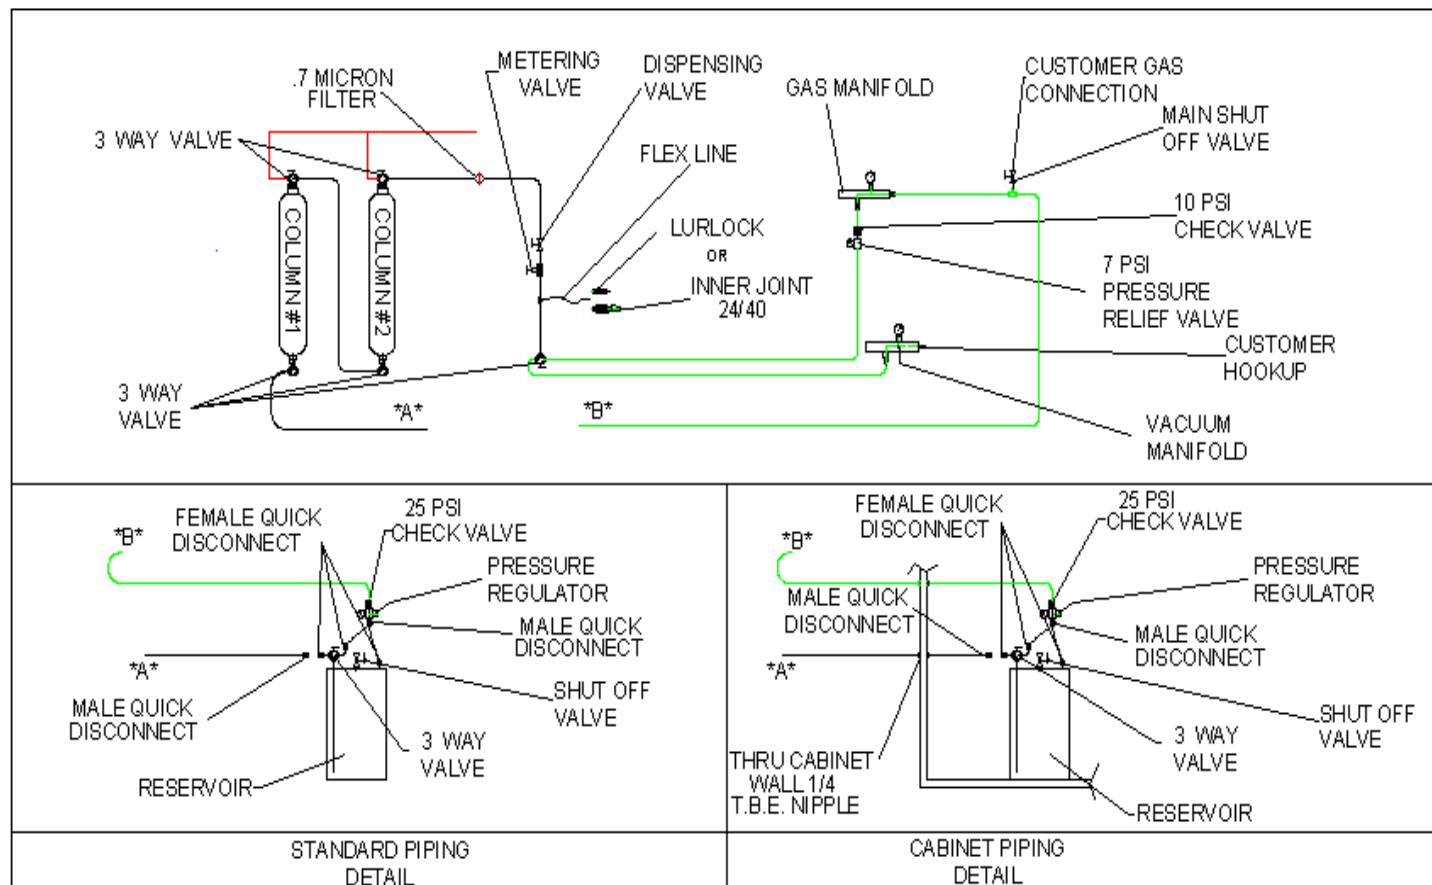 .7 MICRON
FILTER
METERING
VALVE
DISPENSING
VALVE
GAS MANIFOLD
CUSTOMER GAS
CONNECTION
MAIN SHUT
OFF VALVE
3 WAY VALVE
FLEX LINE
10 PSI
CHECK VALVE
LURLOCK
OR
INNER JOINT
24/40
7 PSI
PRESSURE
RELIEF VALVE
COLUMN #1
COLUMN #2
CUSTOMER
HOOKUP
3 WAY
VALVE
*A*
*B*
VACUUM
MANIFOLD
FEMALE QUICK
DISCONNECT
25 PSI
CHECK VALVE
*B*
PRESSURE
REGULATOR
MALE QUICK
DISCONNECT
*A*
MALE QUICK
DISCONNECT
SHUT OFF
VALVE
3 WAY
VALVE
RESERVOIR
STANDARD PIPING
DETAIL
FEMALE QUICK
DISCONNECT
25 PSI
CHECK VALVE
*B*
PRESSURE
REGULATOR
MALE QUICK
DISCONNECT
MALE QUICK
DISCONNECT
*A*
SHUT OFF
VALVE
3 WAY
VALVE
THRU CABINET
WALL 1/4
T.B.E. NIPPLE
RESERVOIR
CABINET PIPING
DETAIL